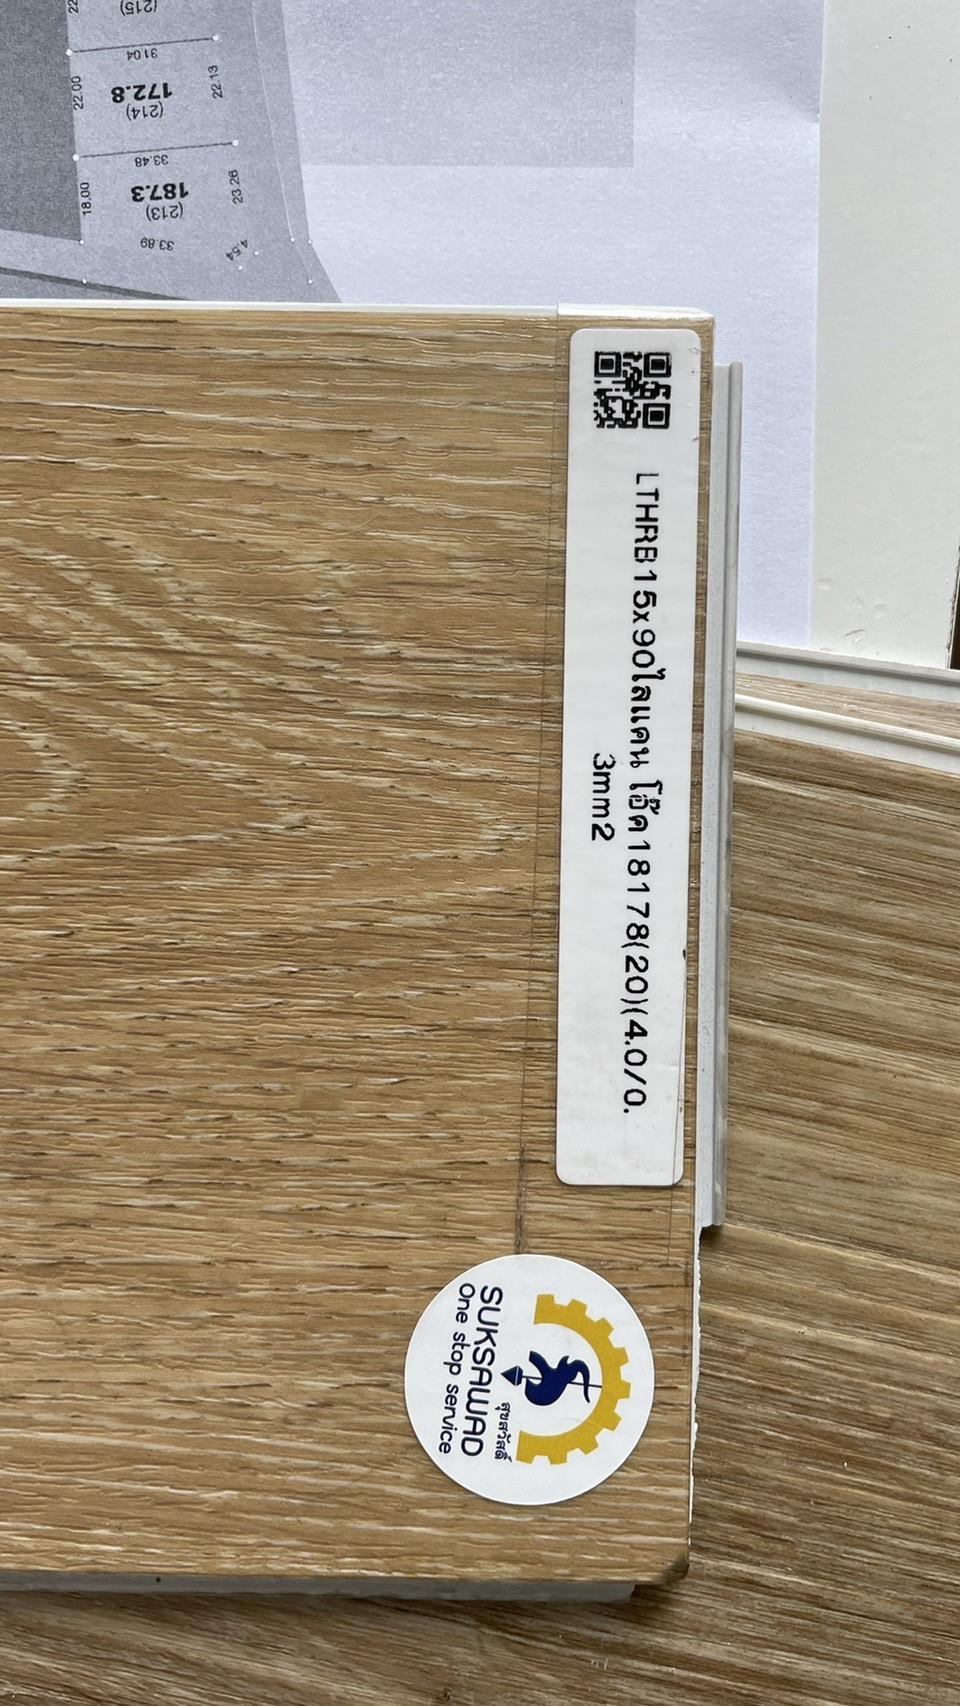 LTHRB15x90ไลแคน โอ๊ค18178(20)(4.0/0.
3mm2
สุขสวัสดิ์
SUKSAWAD
One stop service
(215)
31.04
22.00
172.8
(214)
22.13
33.48
18.00
187.3
(213)
23.26
33.89
4.54